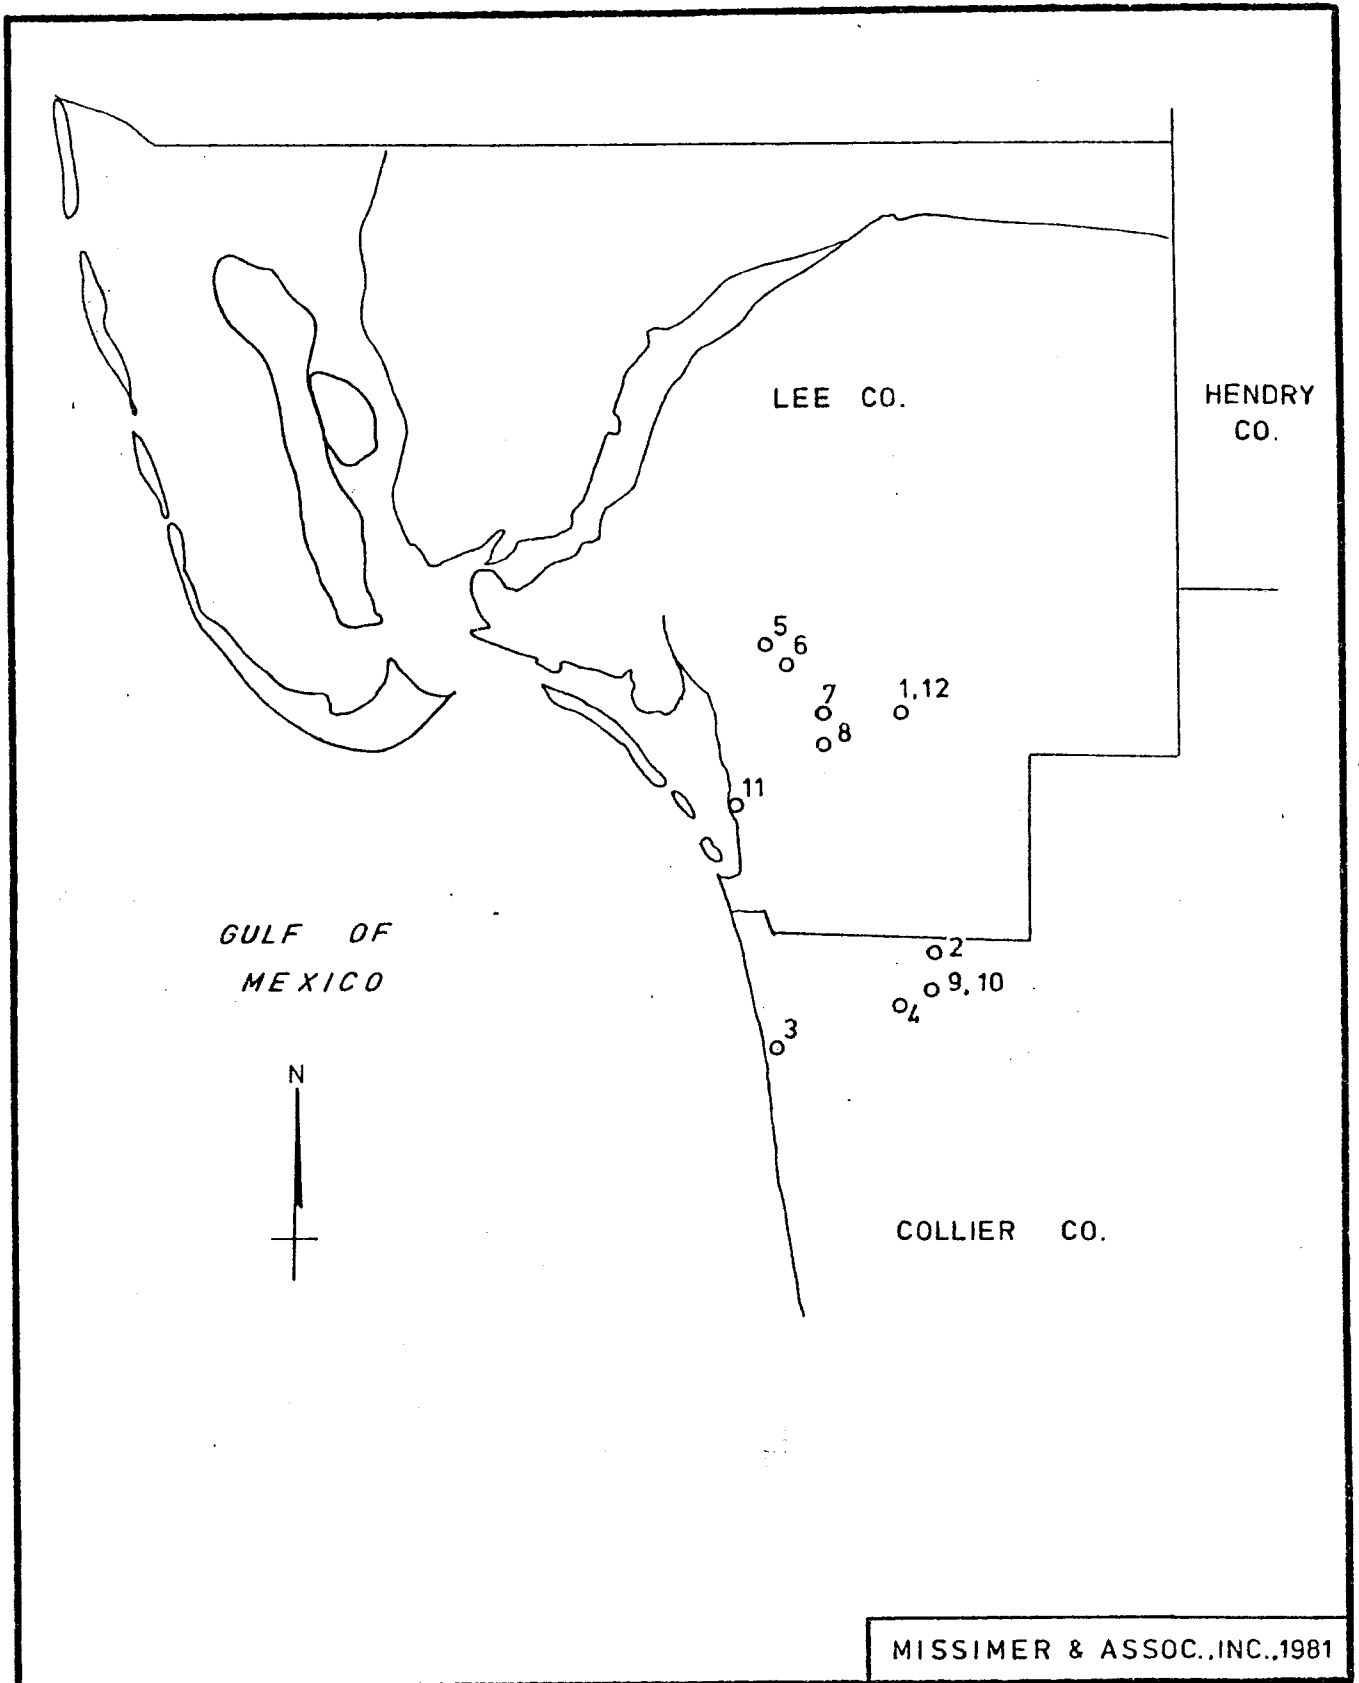 LEE CO.
HENDRY
CO.
5
6
7
1,12
8
11
GULF OF
MEXICO
2
9,10
4
3
N
COLLIER CO.
MISSIMER & ASSOC.,INC.,1981